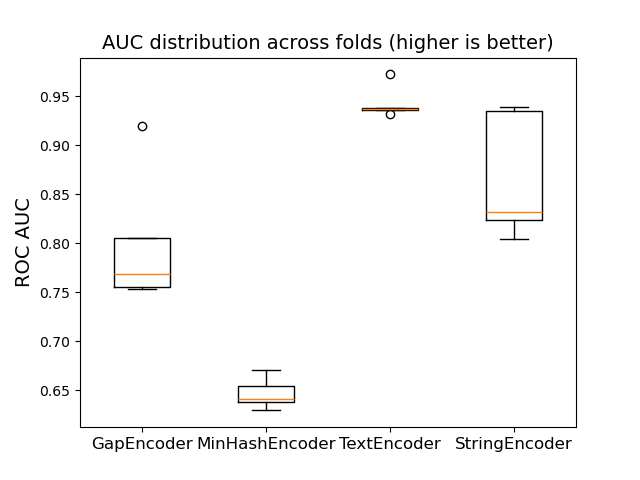 AUC distribution across folds (higher is better)
ROC AUC
0.95
0.90
0.85
0.80
0.75
0.70
0.65
GapEncoder MinHashEncoder TextEncoder StringEncoder